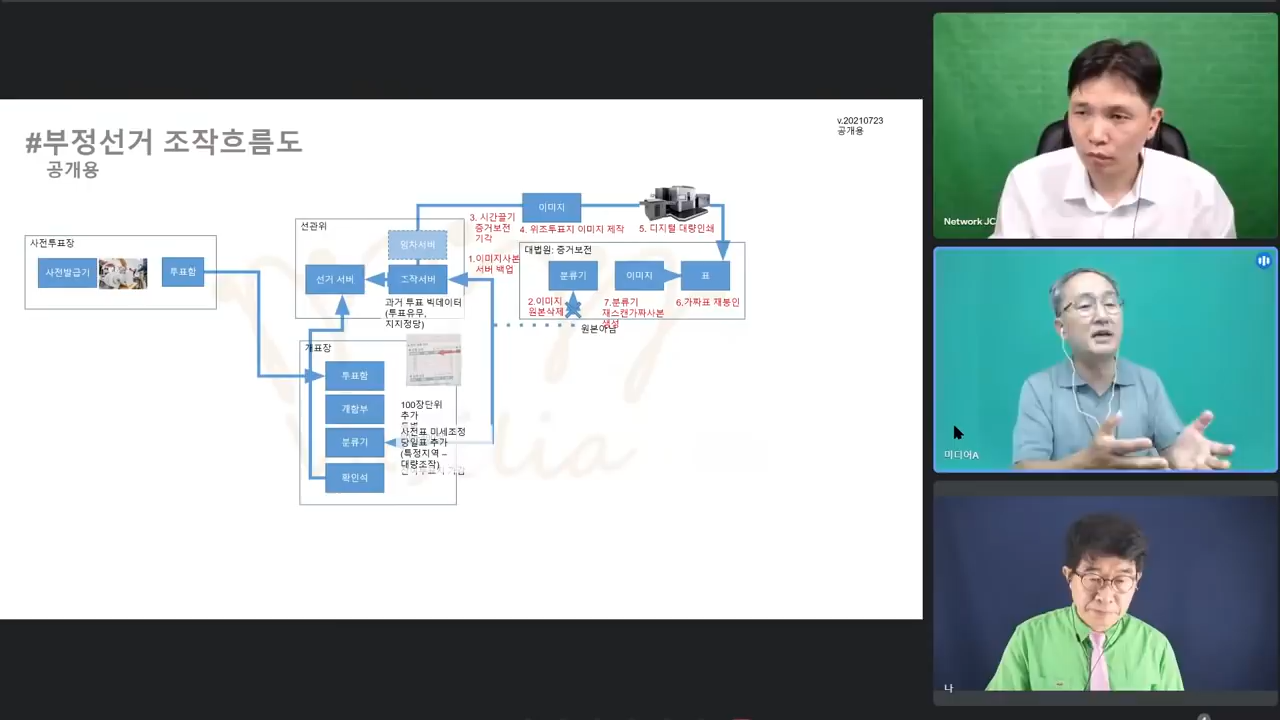 #부정선거 조작흐름도
공개용
v.20210723
공개용
사전투표장
사전발급기
투표함
선관위
임차서버
선거 서버
조작서버
과거 투표 빅데이터
(투표유무,
지지정당)
3. 시간끌기
증거보전
기각
1.이미지사본
서버 백업
이미지
4. 위조투표지 이미지 제작
5. 디지털 대량인쇄
대법원: 증거보전
분류기
이미지
표
2.이미지
원본삭제
7.분류기
재스캔가짜사본
생성
6.가짜표 재봉인
원본아님
개표장
투표함
개함부
분류기
확인석
100장단위
추가
사전표 미세조정
당일표 추가
(특정지역 –
대량조작)
Network JC
미디어A
나